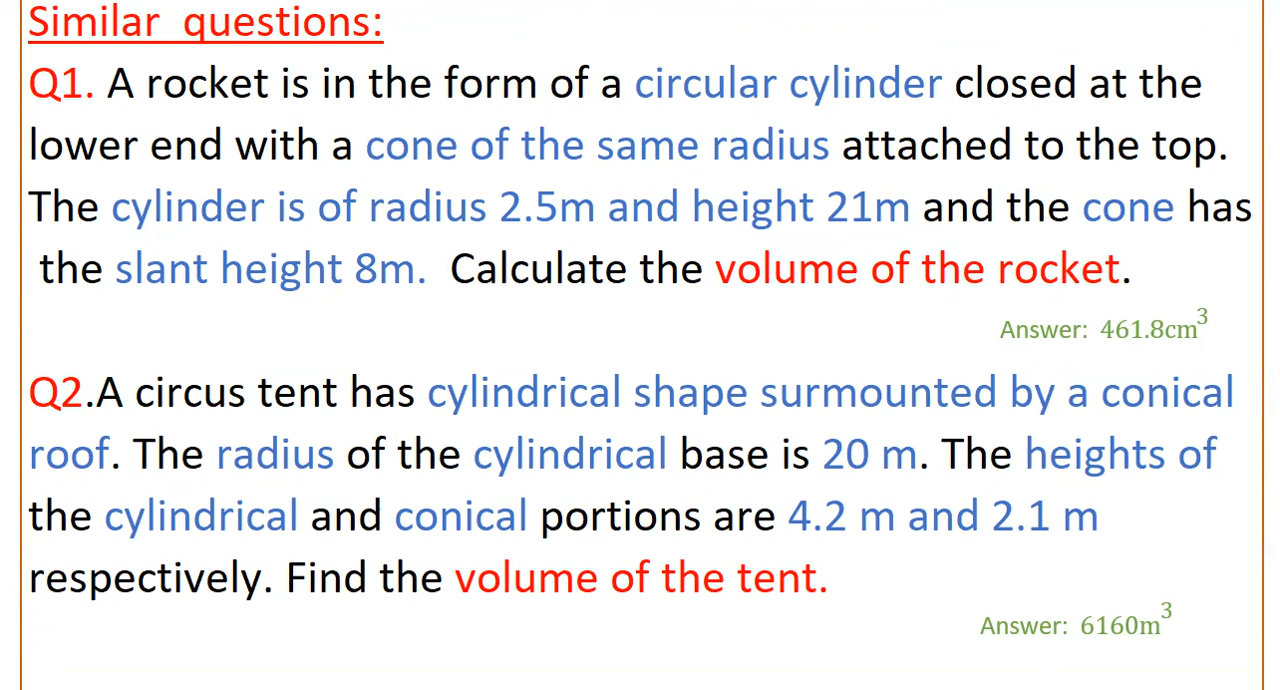 Similar questions:
Q1. A rocket is in the form of a circular cylinder closed at the
lower end with a cone of the same radius attached to the top.
The cylinder is of radius 2.5m and height 21m and the cone has
the slant height 8m. Calculate the volume of the rocket.
Answer: 461.8cm³
Q2.A circus tent has cylindrical shape surmounted by a conical
roof. The radius of the cylindrical base is 20 m. The heights of
the cylindrical and conical portions are 4.2 m and 2.1 m
respectively. Find the volume of the tent.
Answer: 6160m³